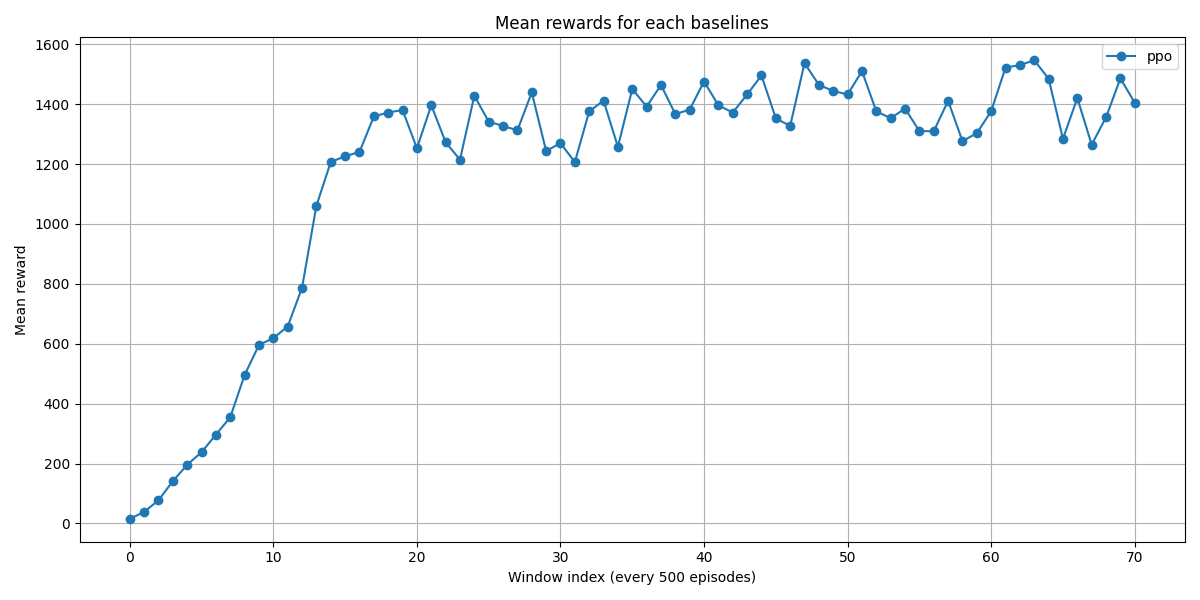 Mean rewards for each baselines
ppo
Mean reward
1600
1400
1200
1000
800
600
400
200
0
0 10 20 30 40 50 60 70
Window index (every 500 episodes)